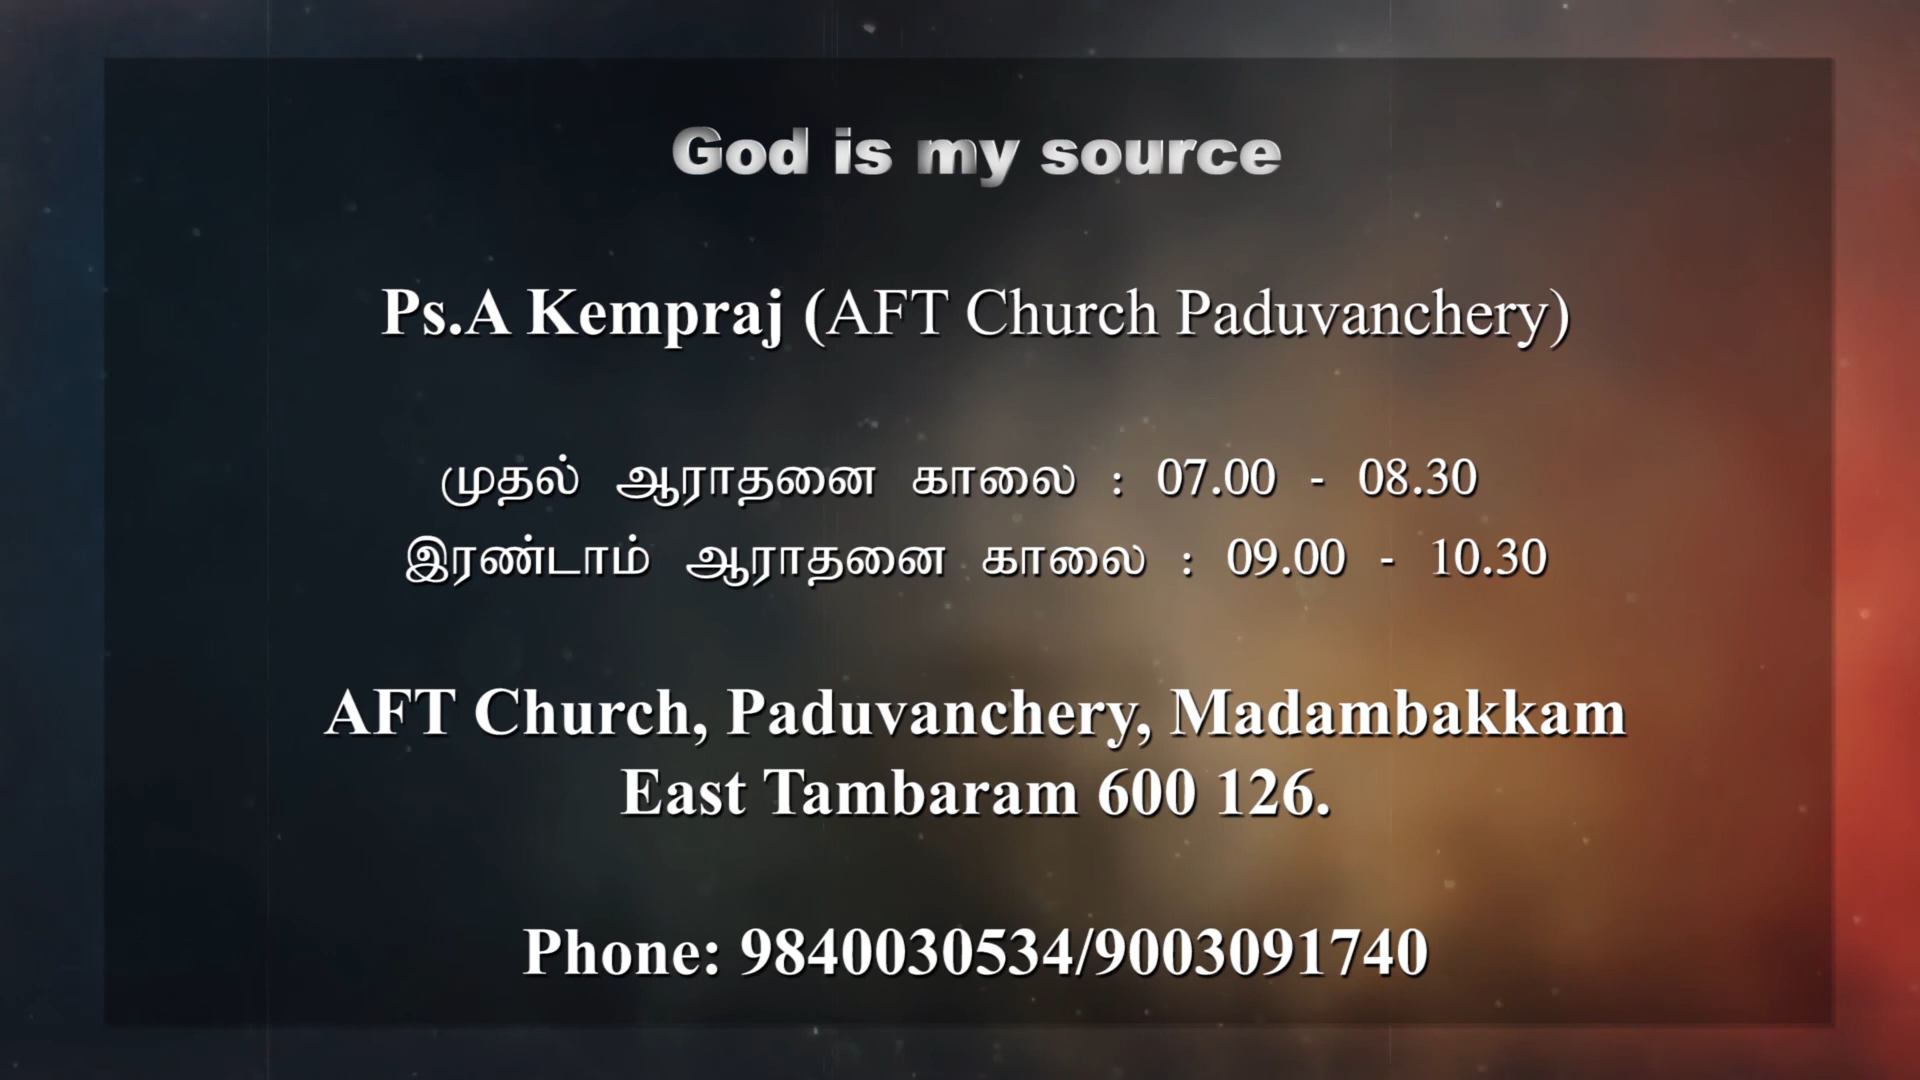 God is my source
Ps.A Kempraj (AFT Church Paduvanchery)
முதல் ஆராதனை காலை : 07.00 - 08.30
இரண்டாம் ஆராதனை காலை : 09.00 - 10.30
AFT Church, Paduvanchery, Madambakkam
East Tambaram 600 126.
Phone: 9840030534/9003091740